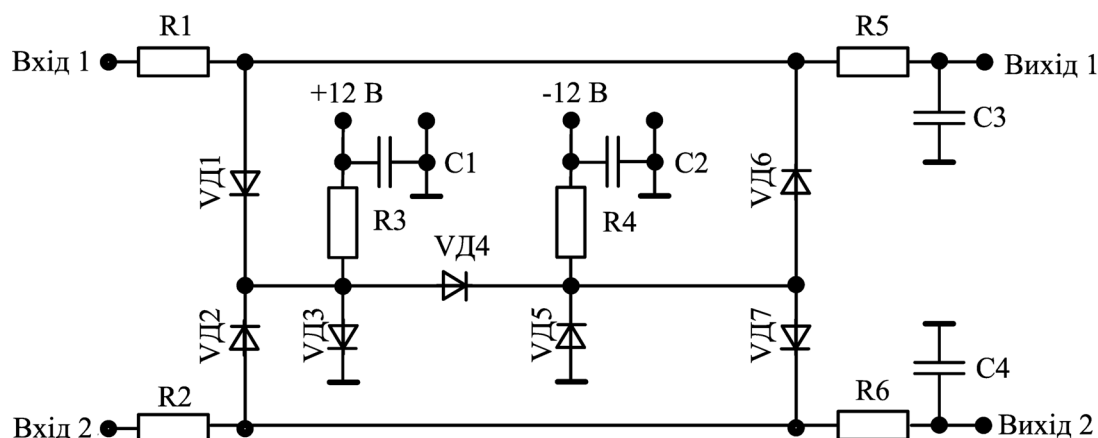 R1
R5
Вхід 1
Вихід 1
+12 В
-12 В
C3
C1
C2
VД1
VД6
R3
R4
VД4
VД2
VД3
VД5
VД7
C4
R2
R6
Вхід 2
Вихід 2